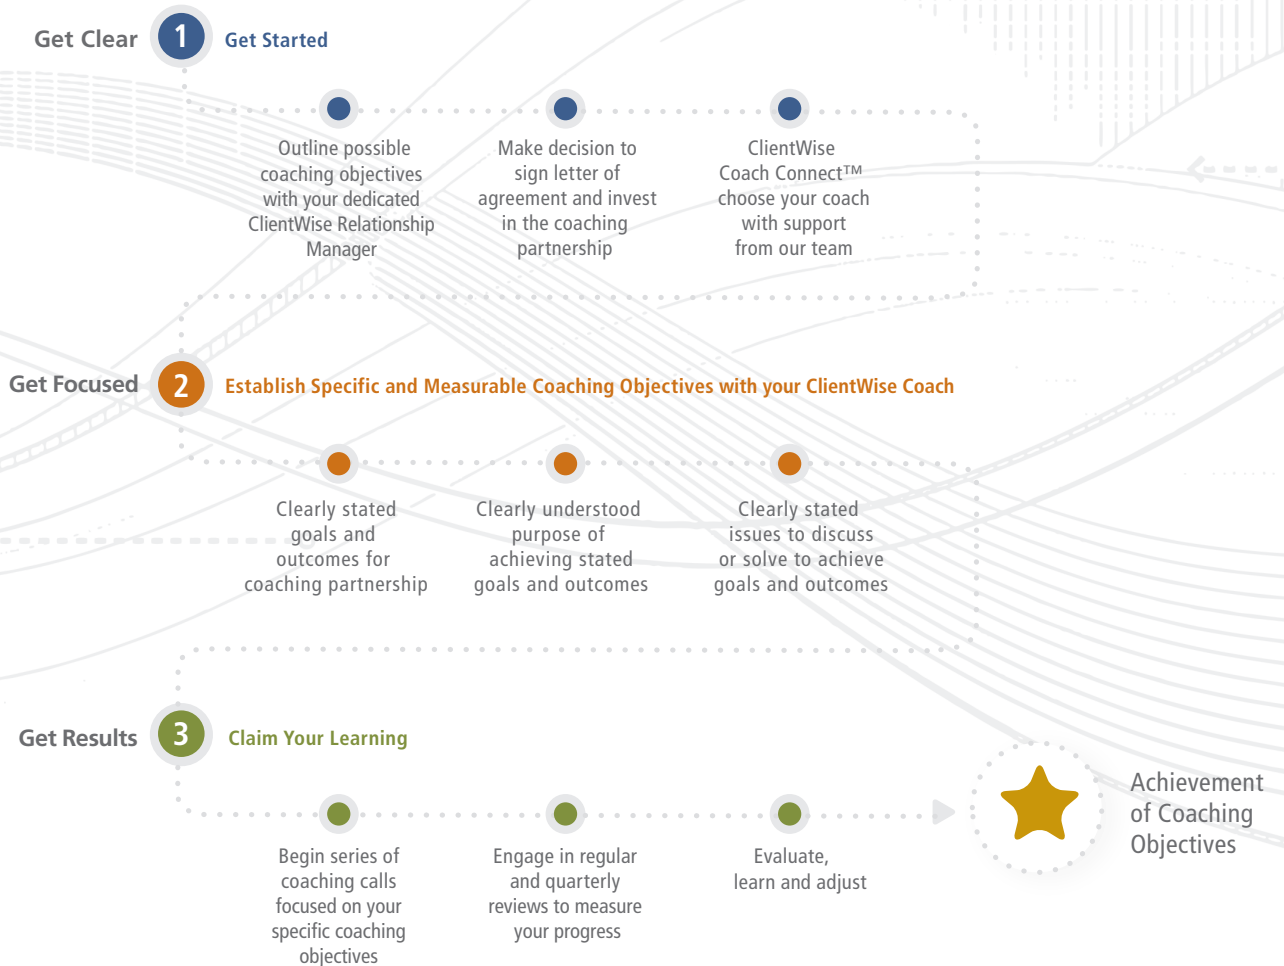 Get Clear
1
Get Started
Outline possible
coaching objectives
with your dedicated
ClientWise Relationship
Manager
Make decision to
sign letter of
agreement and invest
in the coaching
partnership
ClientWise
Coach Connect™
choose your coach
with support
from our team
Get Focused
2
Establish Specific and Measurable Coaching Objectives with your ClientWise Coach
Clearly stated
goals and
outcomes for
coaching partnership
Clearly understood
purpose of
achieving stated
goals and outcomes
Clearly stated
issues to discuss
or solve to achieve
goals and outcomes
Get Results
3
Claim Your Learning
Begin series of
coaching calls
focused on your
specific coaching
objectives
Engage in regular
and quarterly
reviews to measure
your progress
Evaluate,
learn and adjust
Achievement
of Coaching
Objectives